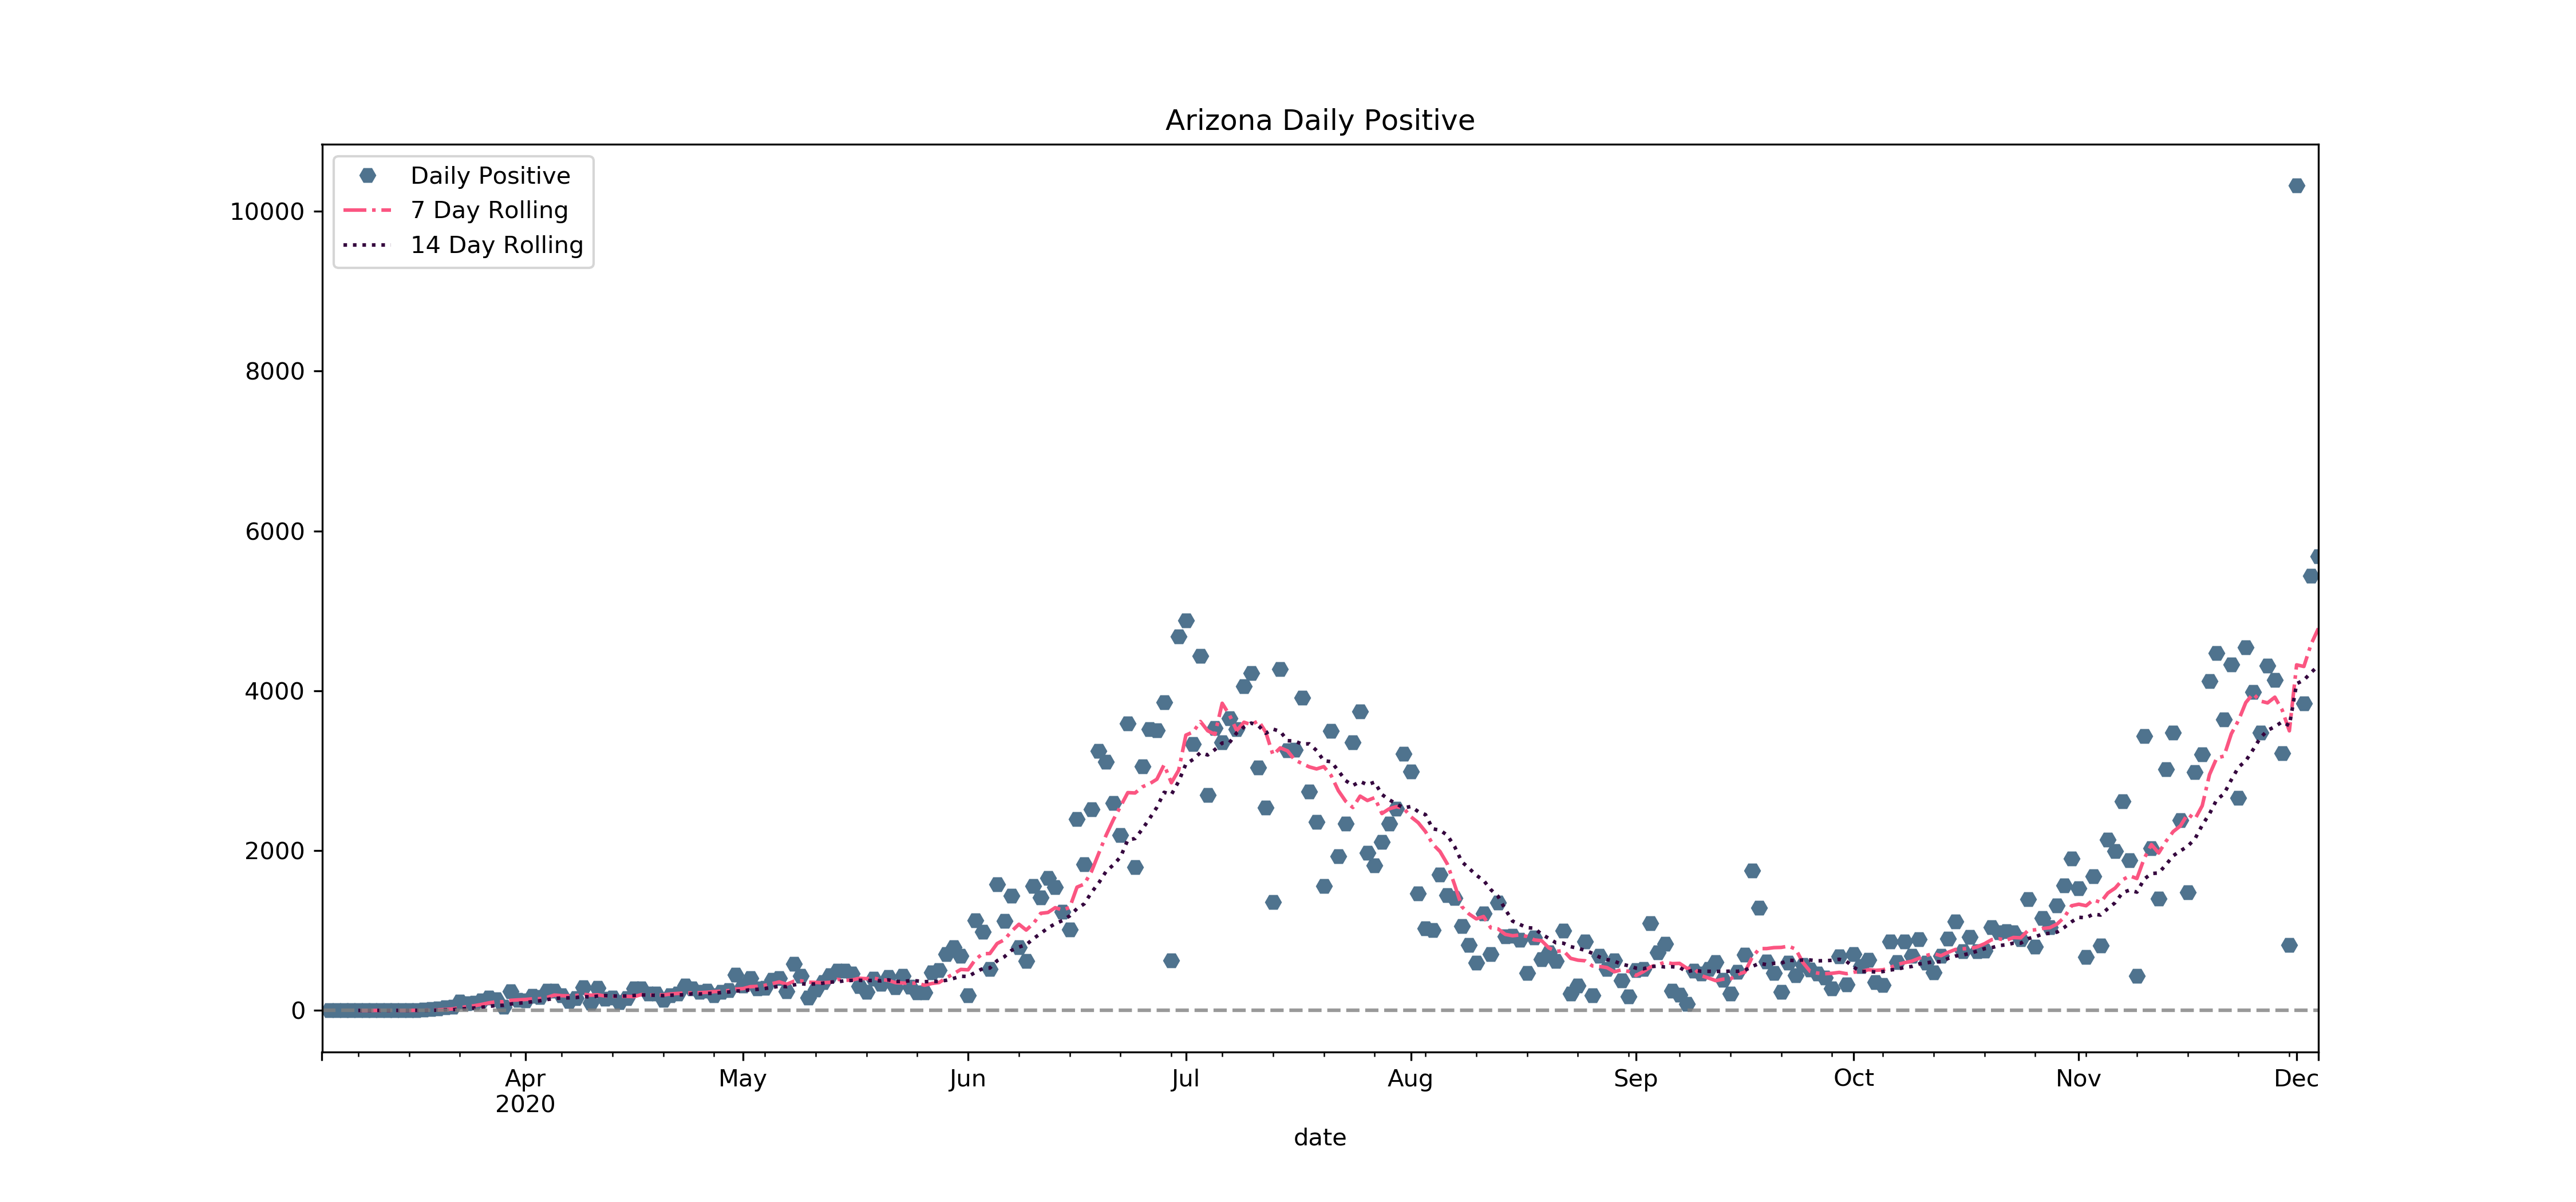 Arizona Daily Positive
Daily Positive
7 Day Rolling
14 Day Rolling
10000
8000
6000
4000
2000
0
Apr May Jun Jul Aug Sep Oct Nov Dec
2020
date